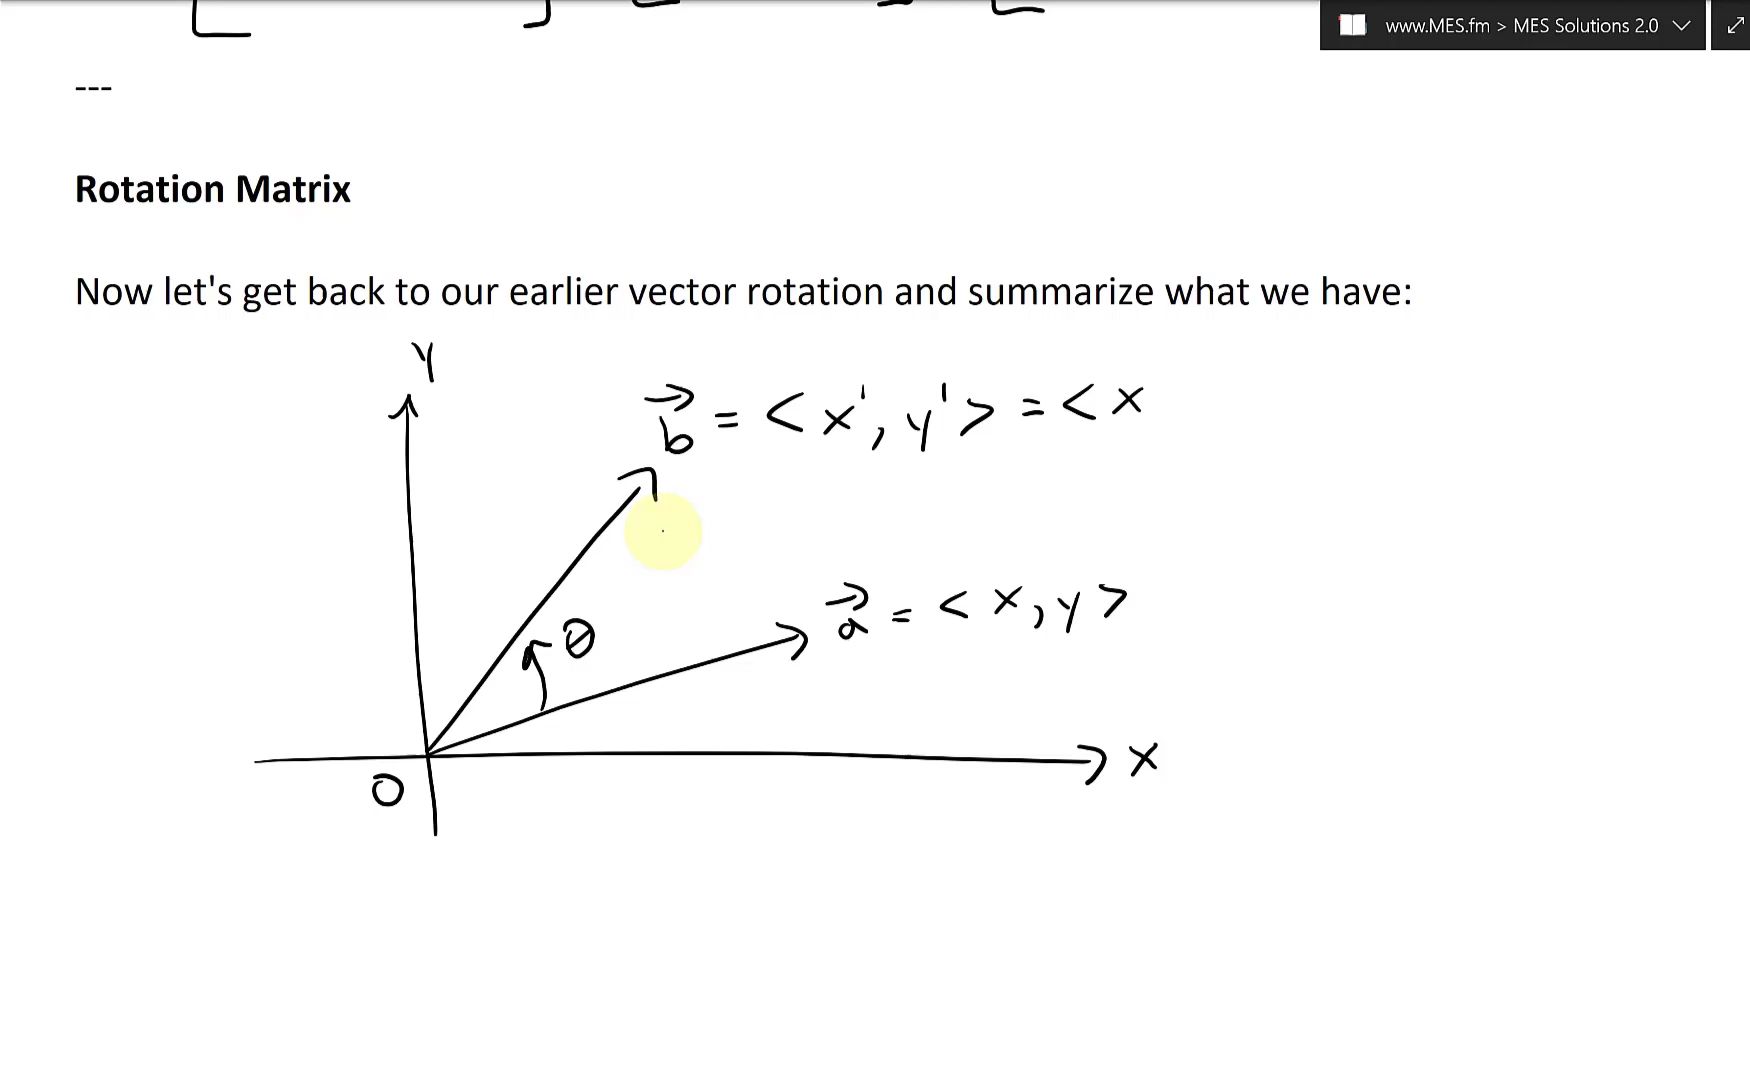 www.MES.fm > MES Solutions 2.0
---
Rotation Matrix
Now let's get back to our earlier vector rotation and summarize what we have:
Y
b⃗ = < x', y' > = < x
a⃗ = < x, y >
θ
X
O